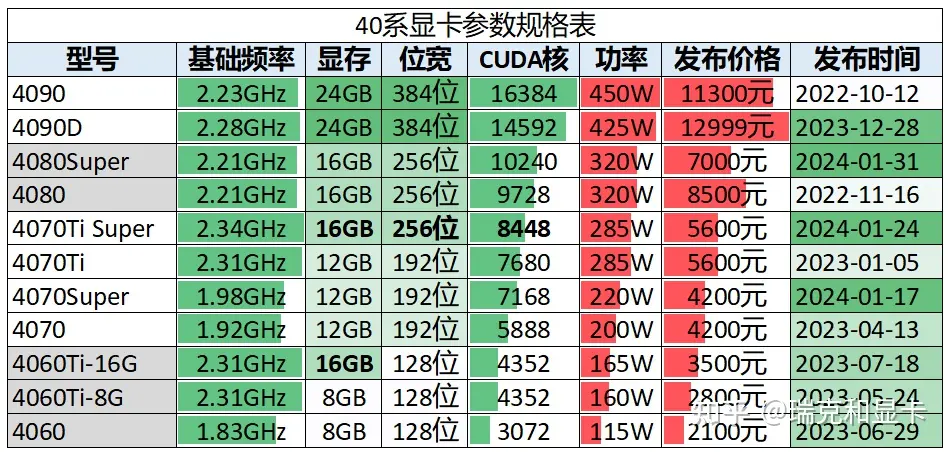 40系显卡参数规格表
型号 基础频率 显存 位宽 CUDA核 功率 发布价格 发布时间
4090 2.23GHz 24GB 384位 16384 450W 11300元 2022-10-12
4090D 2.28GHz 24GB 384位 14592 425W 12999元 2023-12-28
4080Super 2.21GHz 16GB 256位 10240 320W 7000元 2024-01-31
4080 2.21GHz 16GB 256位 9728 320W 8500元 2022-11-16
4070Ti Super 2.34GHz 16GB 256位 8448 285W 5600元 2024-01-24
4070Ti 2.31GHz 12GB 192位 7680 285W 5600元 2023-01-05
4070Super 1.98GHz 12GB 192位 7168 220W 4200元 2024-01-17
4070 1.92GHz 12GB 192位 5888 200W 4200元 2023-04-13
4060Ti-16G 2.31GHz 16GB 128位 4352 165W 3500元 2023-07-18
4060Ti-8G 2.31GHz 8GB 128位 4352 160W 2800元 2023-05-24
4060 1.83GHz 8GB 128位 3072 115W 2100元 2023-06-29
知乎 @瑞克和显卡